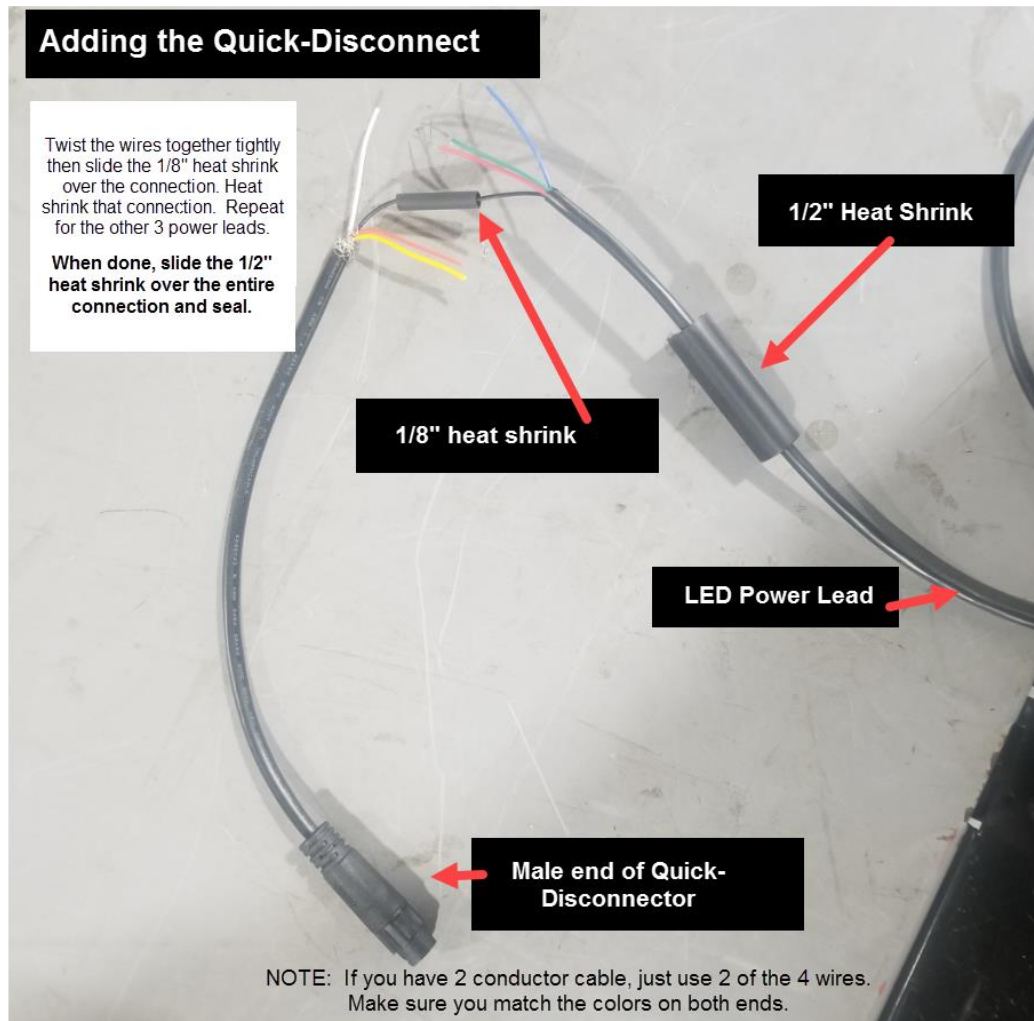 Adding the Quick-Disconnect
Twist the wires together tightly
then slide the 1/8" heat shrink
over the connection. Heat
shrink that connection.  Repeat
for the other 3 power leads.
When done, slide the 1/2"
heat shrink over the entire
connection and seal.
1/2" Heat Shrink
1/8" heat shrink
LED Power Lead
Male end of Quick-
Disconnector
NOTE:  If you have 2 conductor cable, just use 2 of the 4 wires.
Make sure you match the colors on both ends.